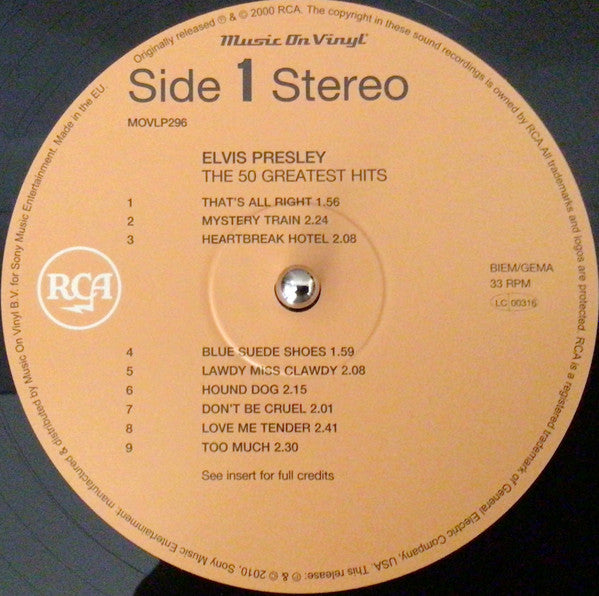 Originally released ℗ & © 2000 RCA. The copyright in these sound recordings is owned by RCA. All trademarks and logos are protected. RCA is a registered trademark of General Electric Company, USA. This release: ℗ & © 2010, Sony Music Entertainment. manufactured & distributed by Music On Vinyl B.V. for Sony Music Entertainment. Made in the EU.
Music On Vinyl
Side 1 Stereo
MOVLP296
ELVIS PRESLEY
THE 50 GREATEST HITS
1 THAT'S ALL RIGHT 1.56
2 MYSTERY TRAIN 2.24
3 HEARTBREAK HOTEL 2.08
RCA
BIEM/GEMA
33 RPM
LC 00316
4 BLUE SUEDE SHOES 1.59
5 LAWDY MISS CLAWDY 2.08
6 HOUND DOG 2.15
7 DON'T BE CRUEL 2.01
8 LOVE ME TENDER 2.41
9 TOO MUCH 2.30
See insert for full credits